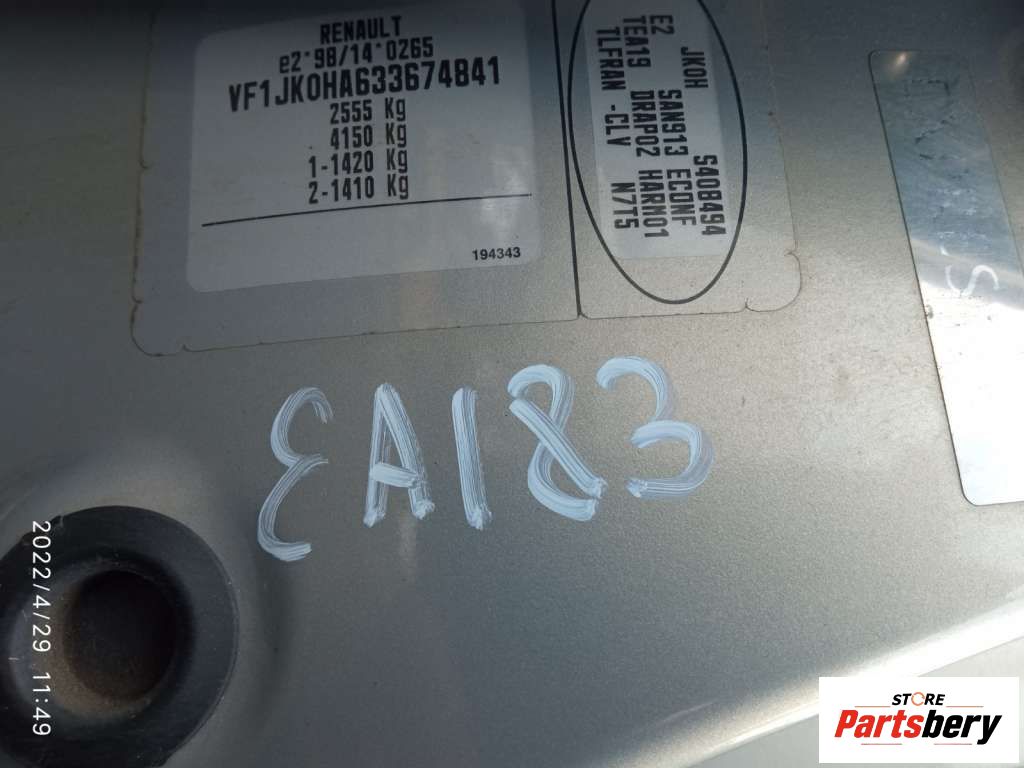 RENAULT
e2*98/14*0265
VF1JK0HA633674841
2555 Kg
4150 Kg
1-1420 Kg
2-1410 Kg
194343
JK0H 5408494
E2 SAN913 ECONF
TEA19 DRAP02 HARM01
TLFRAN -CLV N7T5
EA183
2022/4/29 11:49
STORE
Partsbery